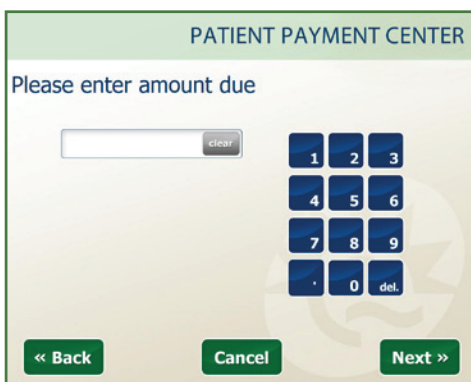 PATIENT PAYMENT CENTER
Please enter amount due
clear
1 2 3
4 5 6
7 8 9
. 0 del.
« Back Cancel Next »